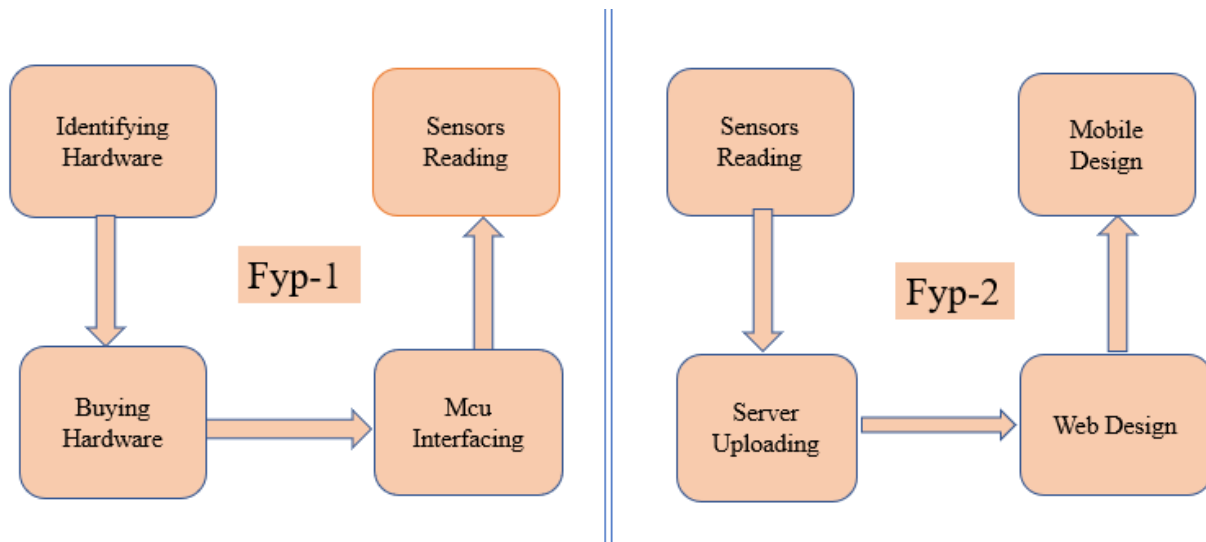 Identifying
Hardware
Sensors
Reading
Fyp-1
Buying
Hardware
Mcu
Interfacing
Sensors
Reading
Mobile
Design
Fyp-2
Server
Uploading
Web Design